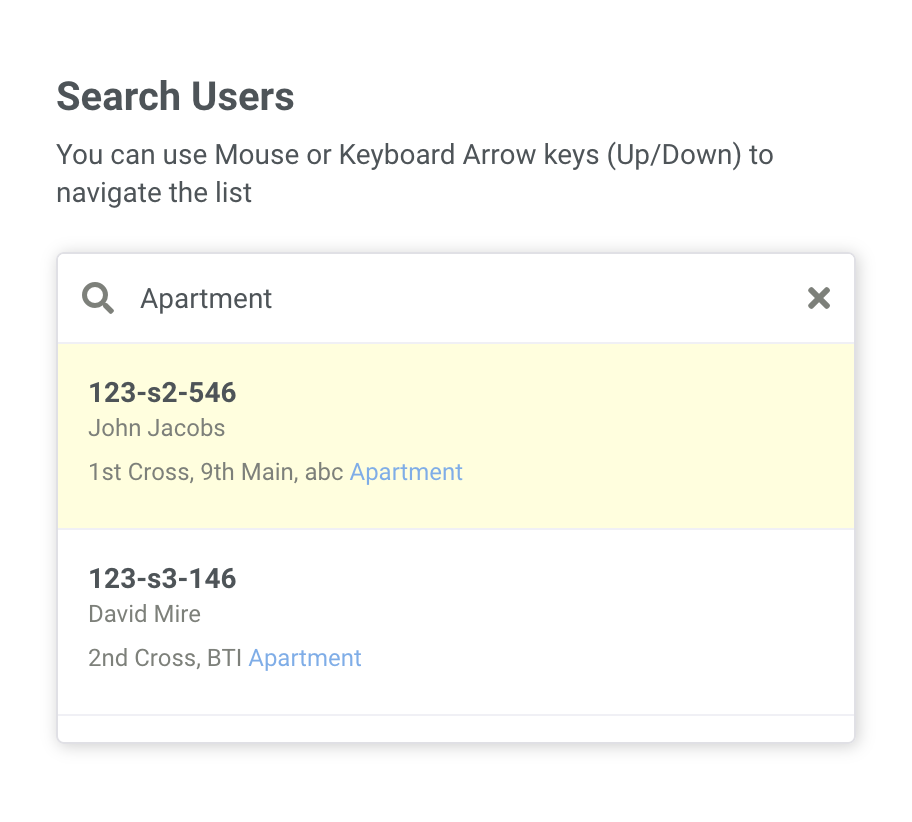 Search Users
You can use Mouse or Keyboard Arrow keys (Up/Down) to
navigate the list
Apartment
123-s2-546
John Jacobs
1st Cross, 9th Main, abc Apartment
123-s3-146
David Mire
2nd Cross, BTI Apartment